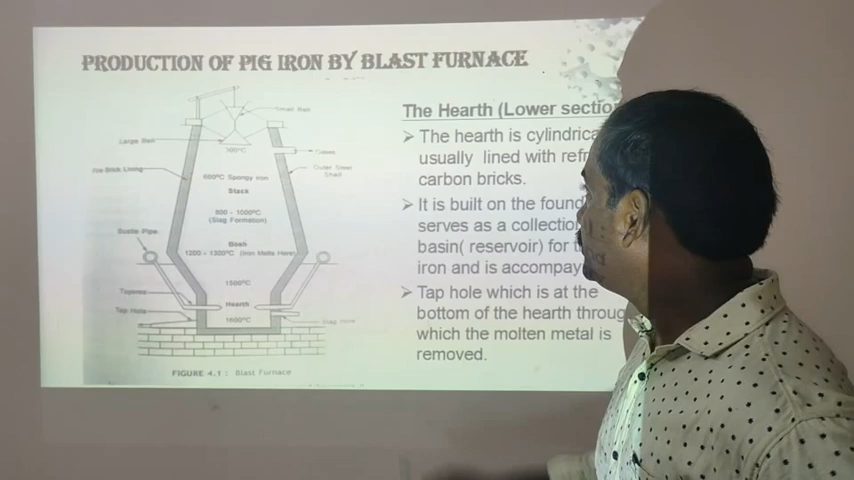 PRODUCTION OF PIG IRON BY BLAST FURNACE
Small Bell
Large Bell
300°C
Gases
Fire Brick Lining
Outer Steel
Shell
600°C Spongy iron
Stack
800 - 1000°C
(Slag Formation)
Bustle Pipe
Bosh
1200 - 1300°C (Iron Melts Here)
1500°C
Tuyeres
Hearth
Tap Hole
1600°C
Slag Hole
FIGURE 4.1 : Blast Furnace
The Hearth (Lower section
➢ The hearth is cylindrica
usually lined with refr
carbon bricks.
➢ It is built on the found
serves as a collection
basin( reservoir) for
iron and is accompay
➢ Tap hole which is at the
bottom of the hearth throug
which the molten metal is
removed.